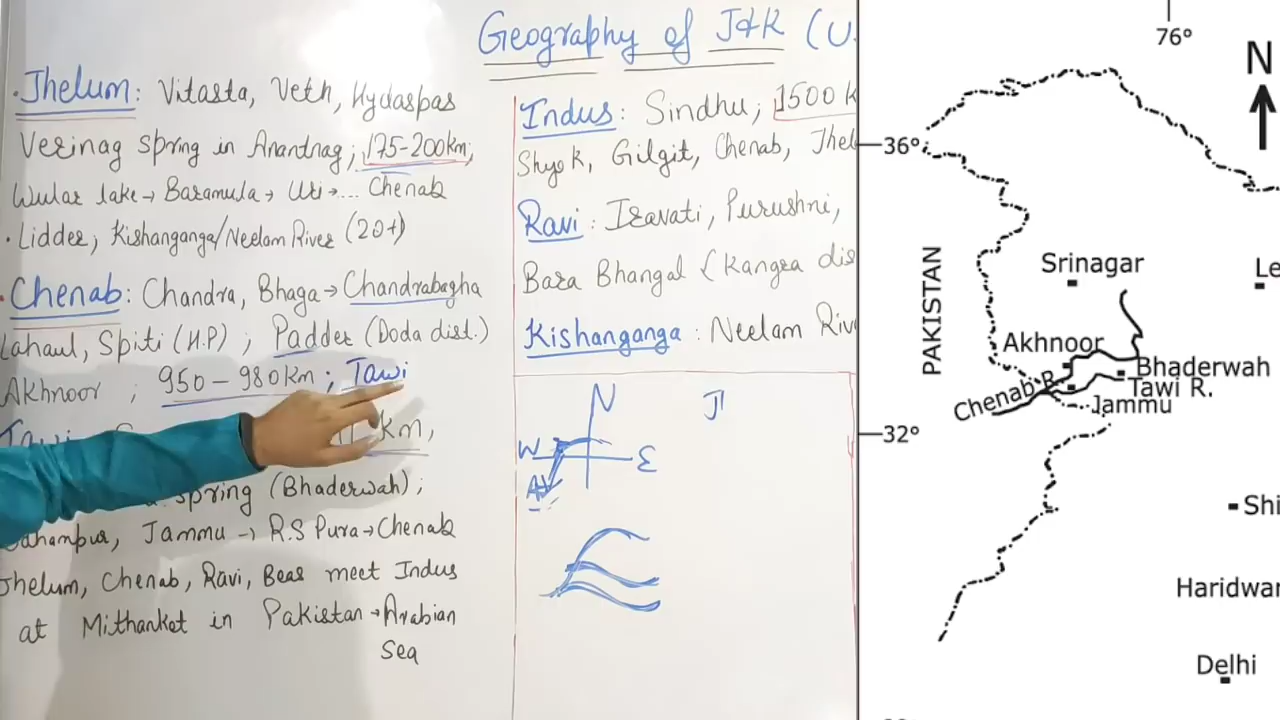 Geography of J&K (U.
• Jhelum: Vitasta, Veth, Hydaspas
Verinag spring in Anantnag; 175-200km;
Wular lake → Baramula → Uri → ... Chenab
• Lidder, Kishanganga/Neelam River (20+)
• Chenab: Chandra, Bhaga → Chandrabagha
Lahaul, Spiti (H.P) ; Padder (Doda dist.)
Akhnoor ; 950 - 980km ; Tawi
km,
spring (Bhaderwah);
Jammu → R.S Pura → Chenab
Jhelum, Chenab, Ravi, Beas meet Indus
at Mithanket in Pakistan → Arabian
Sea
Indus: Sindhu, 1500 k
Shyok, Gilgit, Chenab, Jhel
Ravi: Iravati, Purushni,
Bara Bhangal (Kangra dis
Kishanganga: Neelam Riv
N
W
E
76°
N
36°
PAKISTAN
Srinagar
Le
Akhnoor
Bhaderwah
Chenab R.
Tawi R.
Jammu
32°
Shi
Haridwar
Delhi